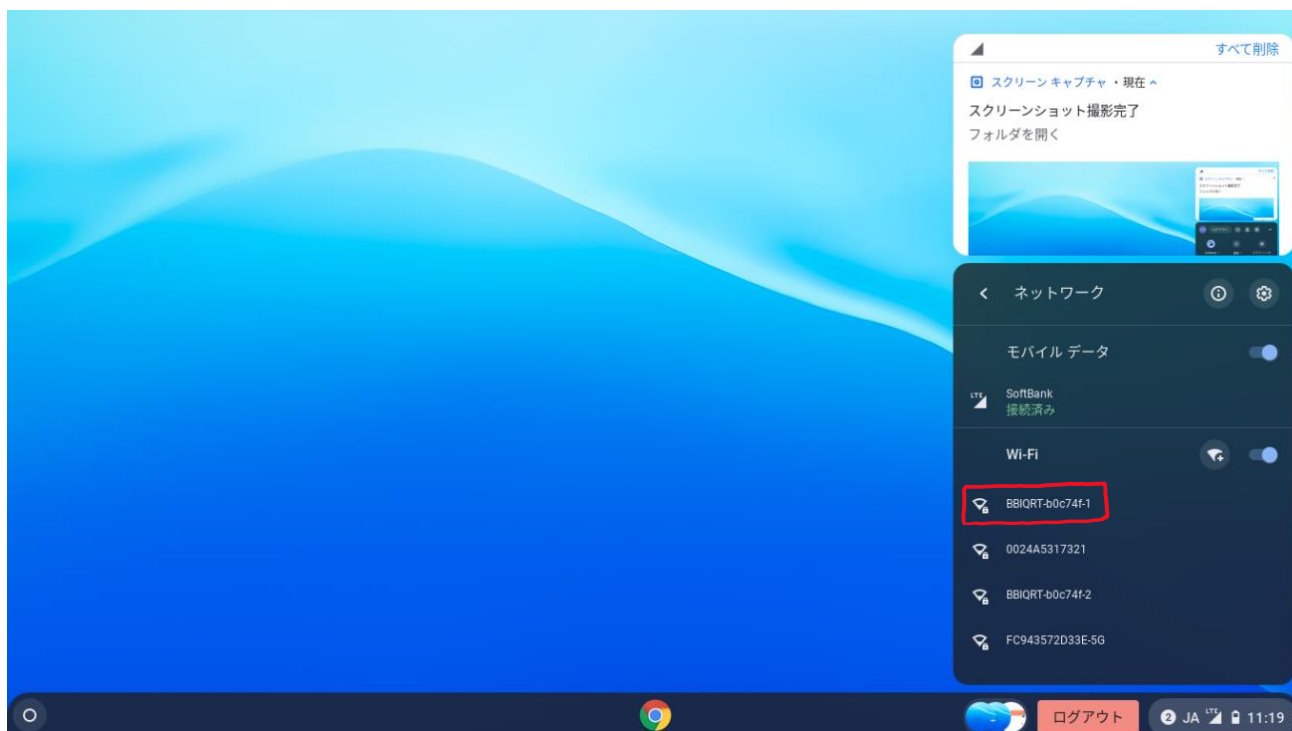 すべて削除
スクリーン キャプチャ ・ 現在
スクリーンショット撮影完了
フォルダを開く
ネットワーク
モバイル データ
LTE
SoftBank
接続済み
Wi-Fi
BBIQRT-b0c74f-1
0024A5317321
BBIQRT-b0c74f-2
FC943572D33E-5G
ログアウト
2 JA LTE 11:19